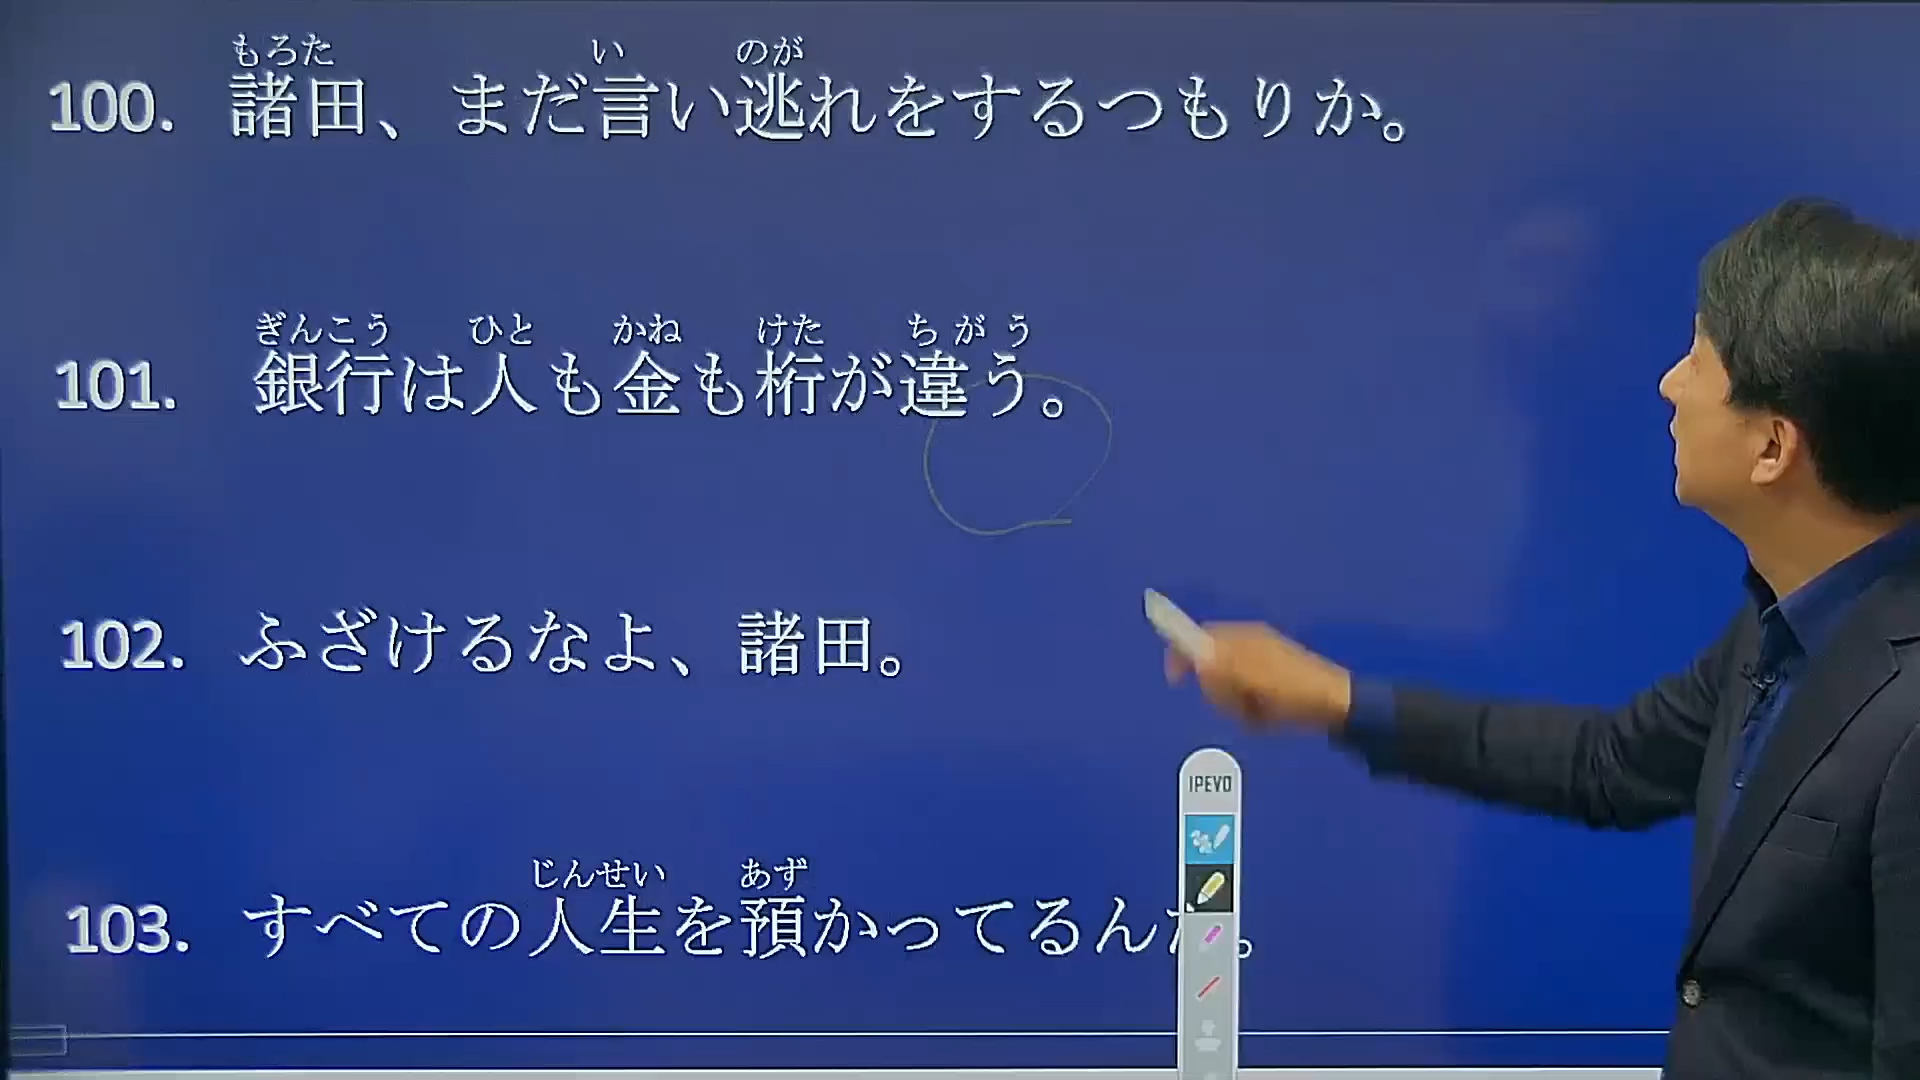 もろた い のが
100. 諸田、まだ言い逃れをするつもりか。
ぎんこう ひと かね けた ちがう
101. 銀行は人も金も桁が違う。
102. ふざけるなよ、諸田。
じんせい あず
103. すべての人生を預かってるん 。
IPEVO